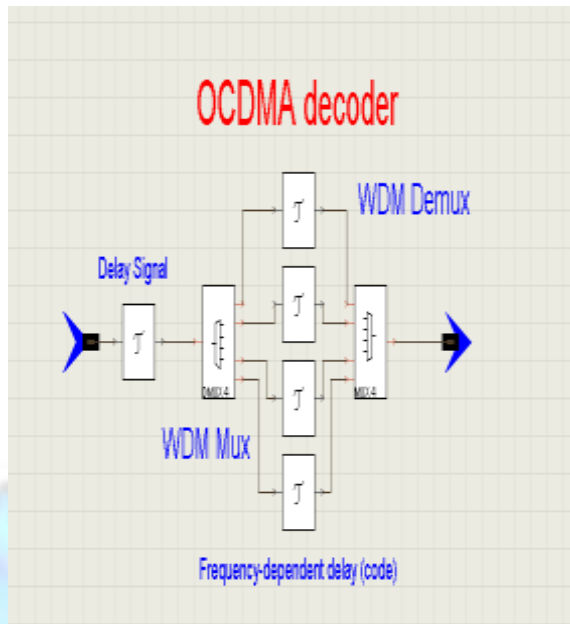 OCDMA decoder
WDM Demux
Delay Signal
τ
τ
τ
τ
τ
DMUX 4
MUX 4
WDM Mux
Frequency-dependent delay (code)